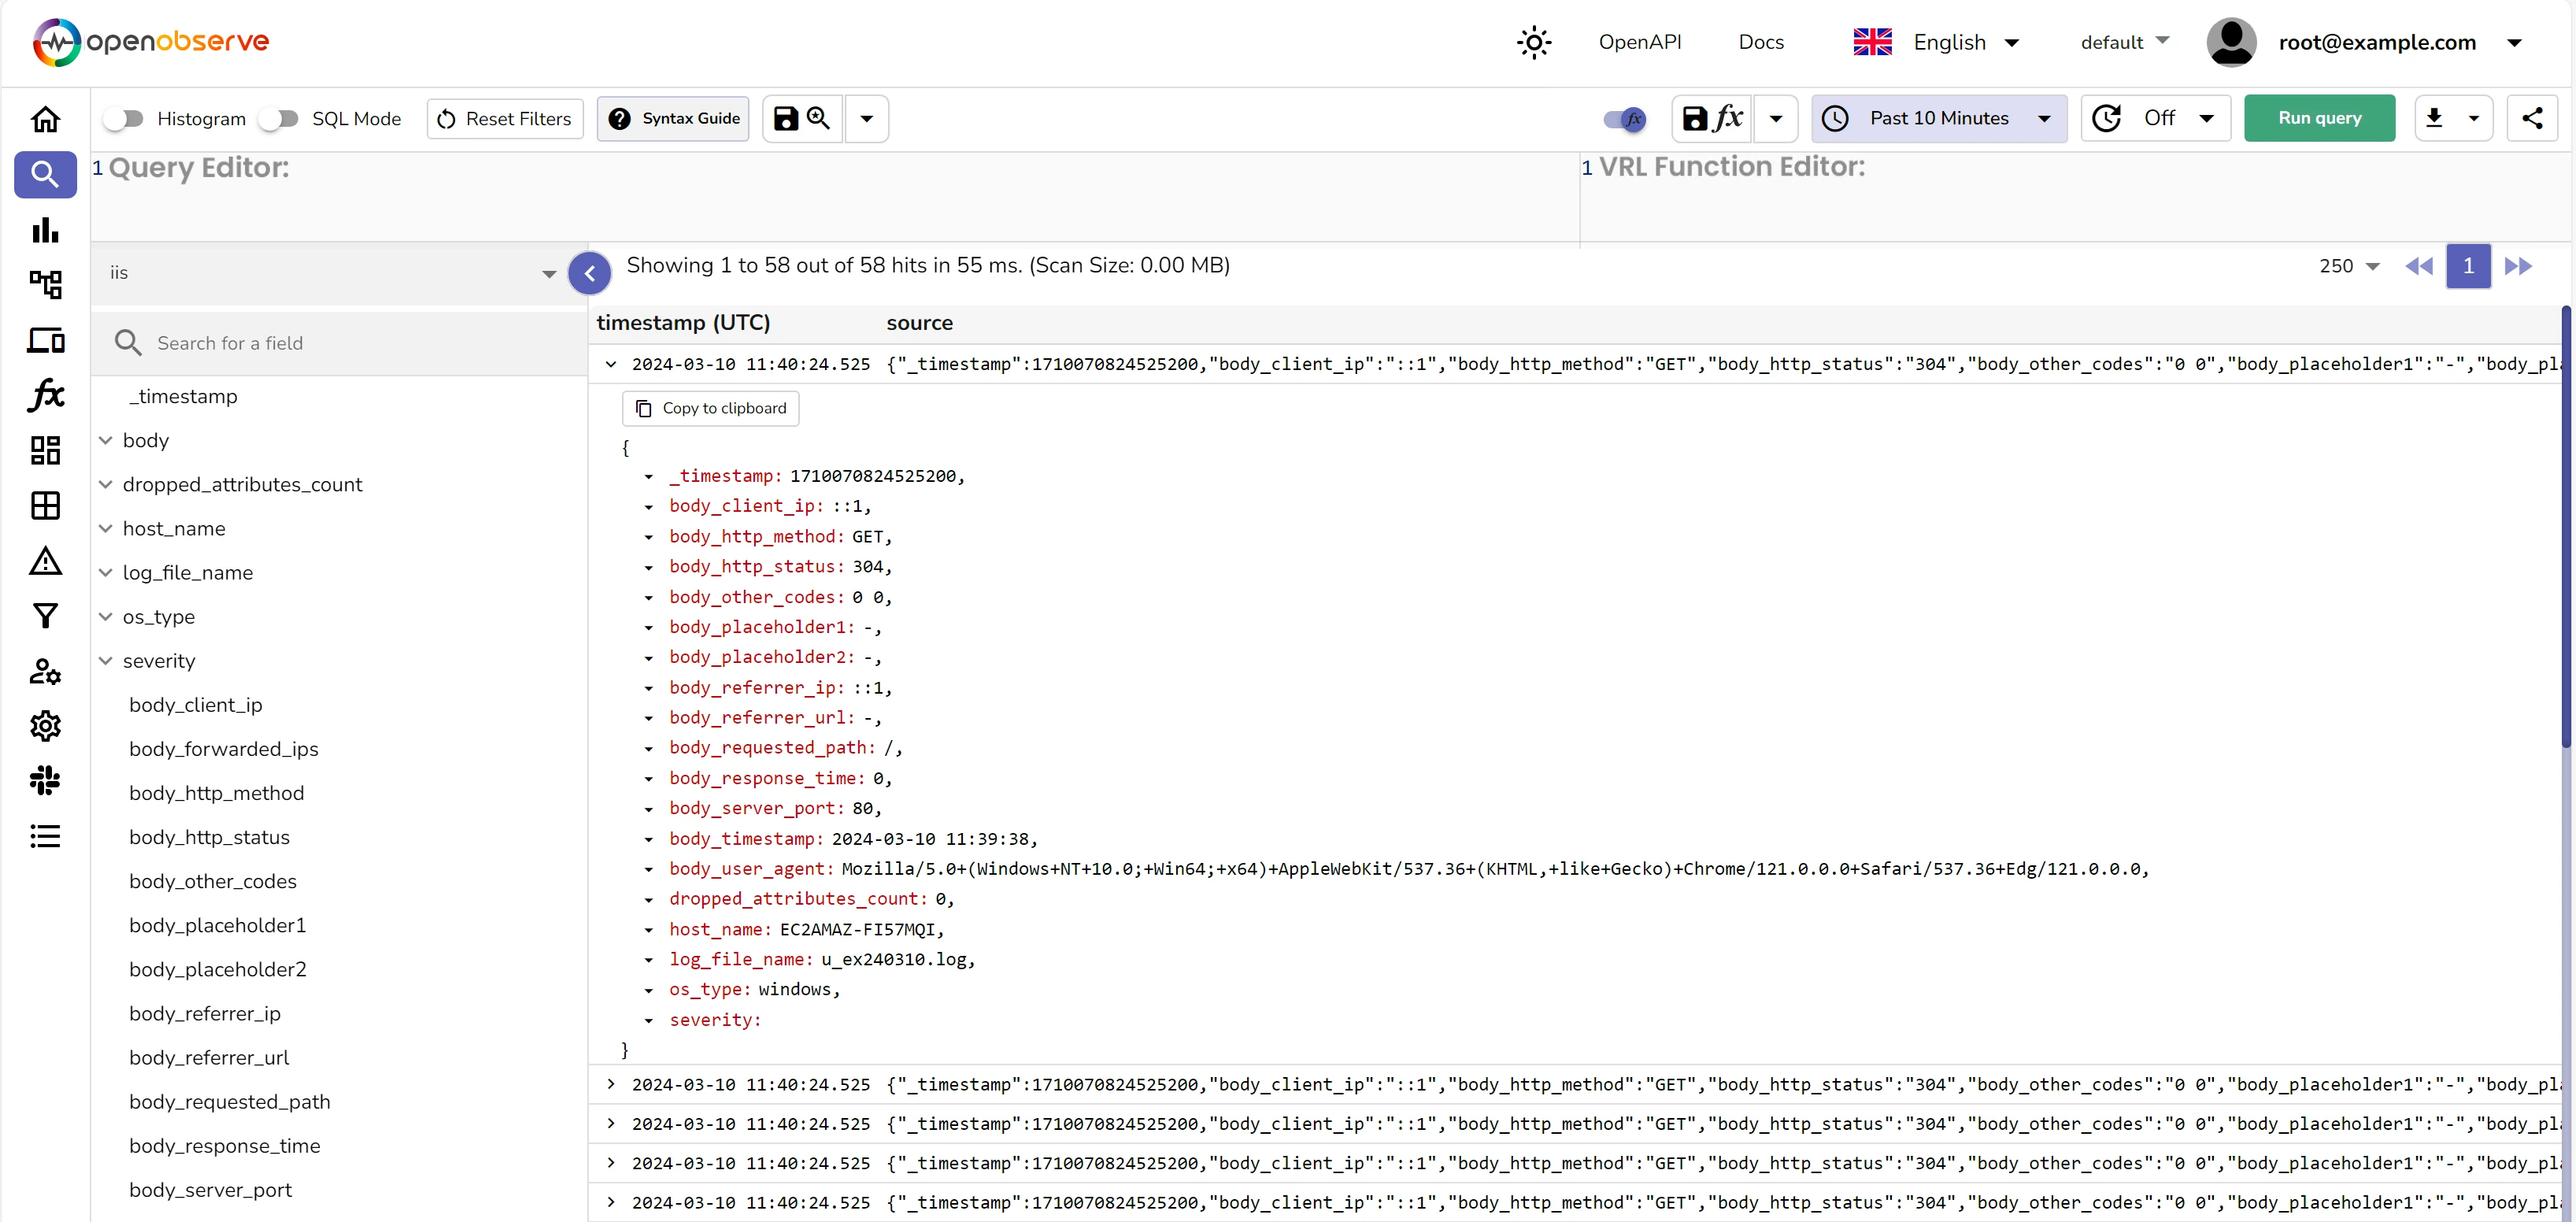 openobserve
OpenAPI
Docs
English
default
root@example.com
Histogram
SQL Mode
Reset Filters
Syntax Guide
fx
fx
Past 10 Minutes
Off
Run query
1 Query Editor:
1 VRL Function Editor:
iis
Showing 1 to 58 out of 58 hits in 55 ms. (Scan Size: 0.00 MB)
250
1
Search for a field
_timestamp
body
dropped_attributes_count
host_name
log_file_name
os_type
severity
body_client_ip
body_forwarded_ips
body_http_method
body_http_status
body_other_codes
body_placeholder1
body_placeholder2
body_referrer_ip
body_referrer_url
body_requested_path
body_response_time
body_server_port
fx
timestamp (UTC) source
2024-03-10 11:40:24.525 {"_timestamp":1710070824525200,"body_client_ip":"::1","body_http_method":"GET","body_http_status":"304","body_other_codes":"0 0","body_placeholder1":"-","body_pl
Copy to clipboard
{
_timestamp: 1710070824525200,
body_client_ip: ::1,
body_http_method: GET,
body_http_status: 304,
body_other_codes: 0 0,
body_placeholder1: -,
body_placeholder2: -,
body_referrer_ip: ::1,
body_referrer_url: -,
body_requested_path: /,
body_response_time: 0,
body_server_port: 80,
body_timestamp: 2024-03-10 11:39:38,
body_user_agent: Mozilla/5.0+(Windows+NT+10.0;+Win64;+x64)+AppleWebKit/537.36+(KHTML,+like+Gecko)+Chrome/121.0.0.0+Safari/537.36+Edg/121.0.0.0,
dropped_attributes_count: 0,
host_name: EC2AMAZ-FI57MQI,
log_file_name: u_ex240310.log,
os_type: windows,
severity:
}
2024-03-10 11:40:24.525 {"_timestamp":1710070824525200,"body_client_ip":"::1","body_http_method":"GET","body_http_status":"304","body_other_codes":"0 0","body_placeholder1":"-","body_pl
2024-03-10 11:40:24.525 {"_timestamp":1710070824525200,"body_client_ip":"::1","body_http_method":"GET","body_http_status":"304","body_other_codes":"0 0","body_placeholder1":"-","body_pl
2024-03-10 11:40:24.525 {"_timestamp":1710070824525200,"body_client_ip":"::1","body_http_method":"GET","body_http_status":"304","body_other_codes":"0 0","body_placeholder1":"-","body_pl
2024-03-10 11:40:24.525 {"_timestamp":1710070824525200,"body_client_ip":"::1","body_http_method":"GET","body_http_status":"304","body_other_codes":"0 0","body_placeholder1":"-","body_pl